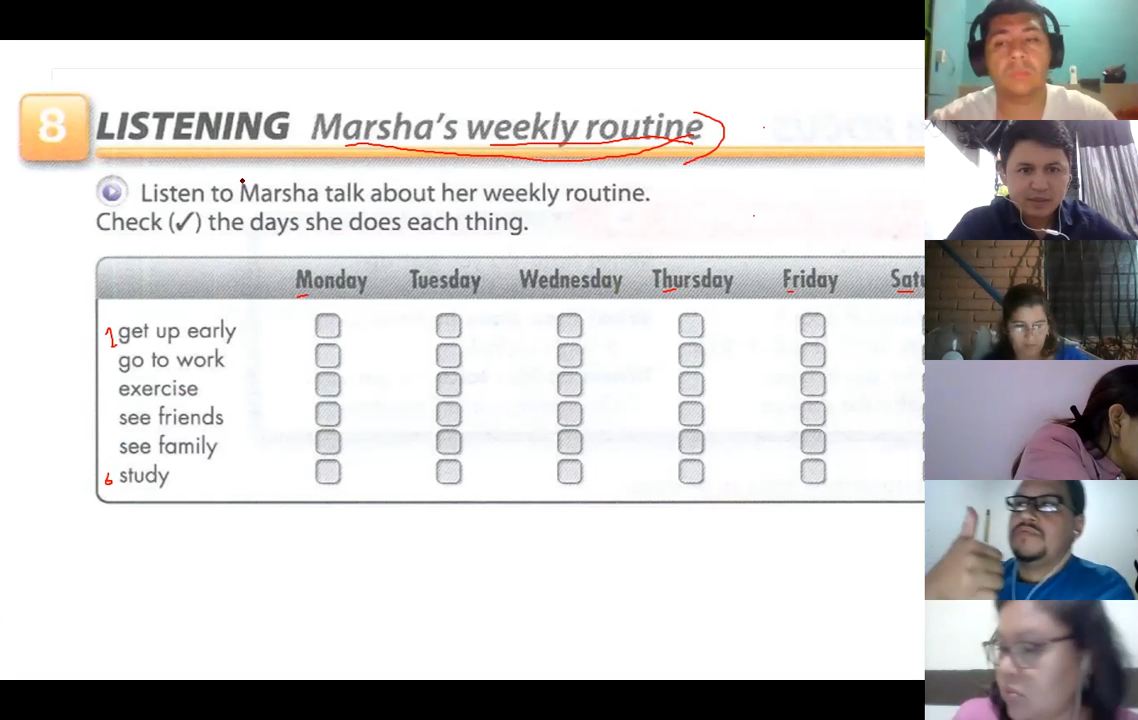 8 LISTENING Marsha's weekly routine
Listen to Marsha talk about her weekly routine.
Check (✓) the days she does each thing.
Monday Tuesday Wednesday Thursday Friday Satu
1 get up early
go to work
exercise
see friends
see family
6 study